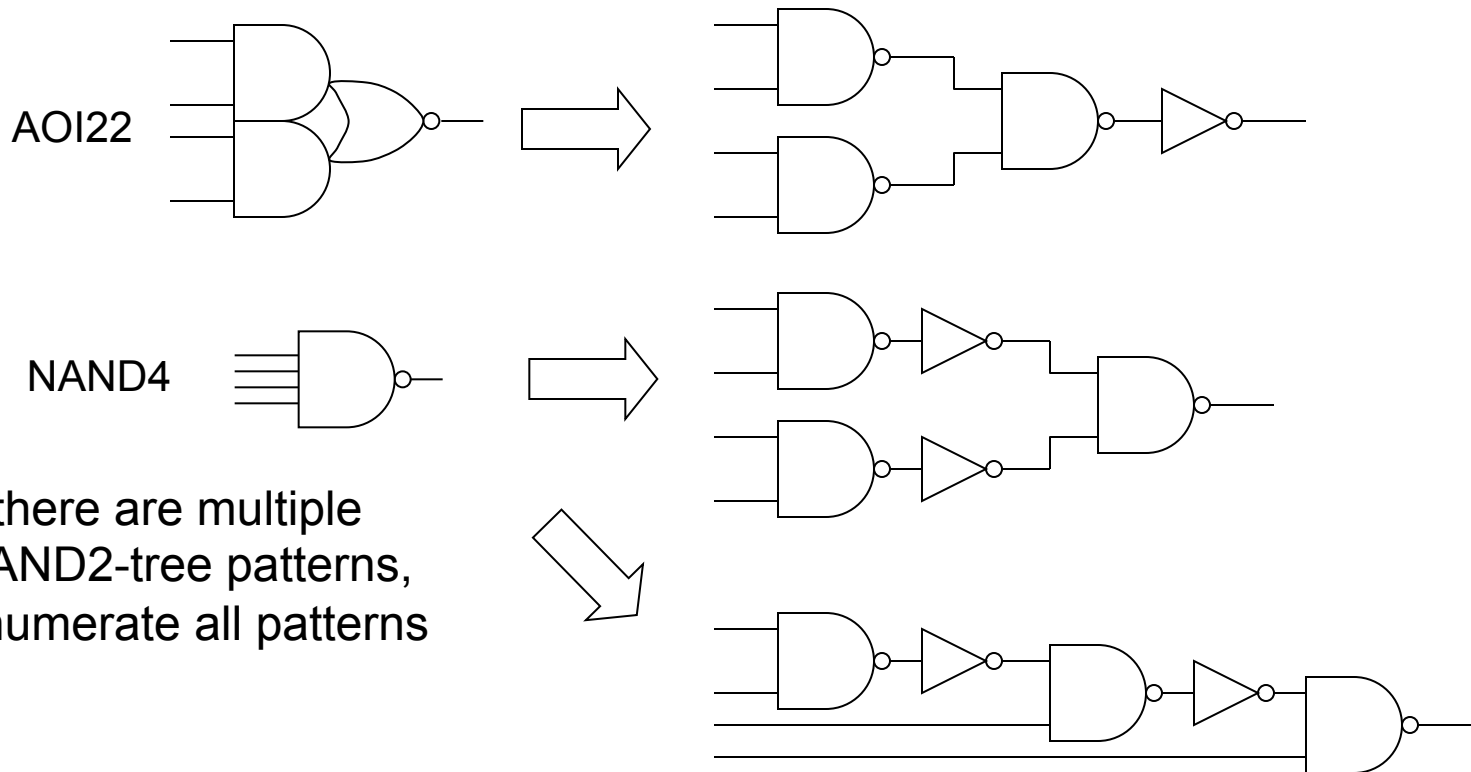 AOI22
NAND4
there are multiple
AND2-tree patterns,
numerate all patterns